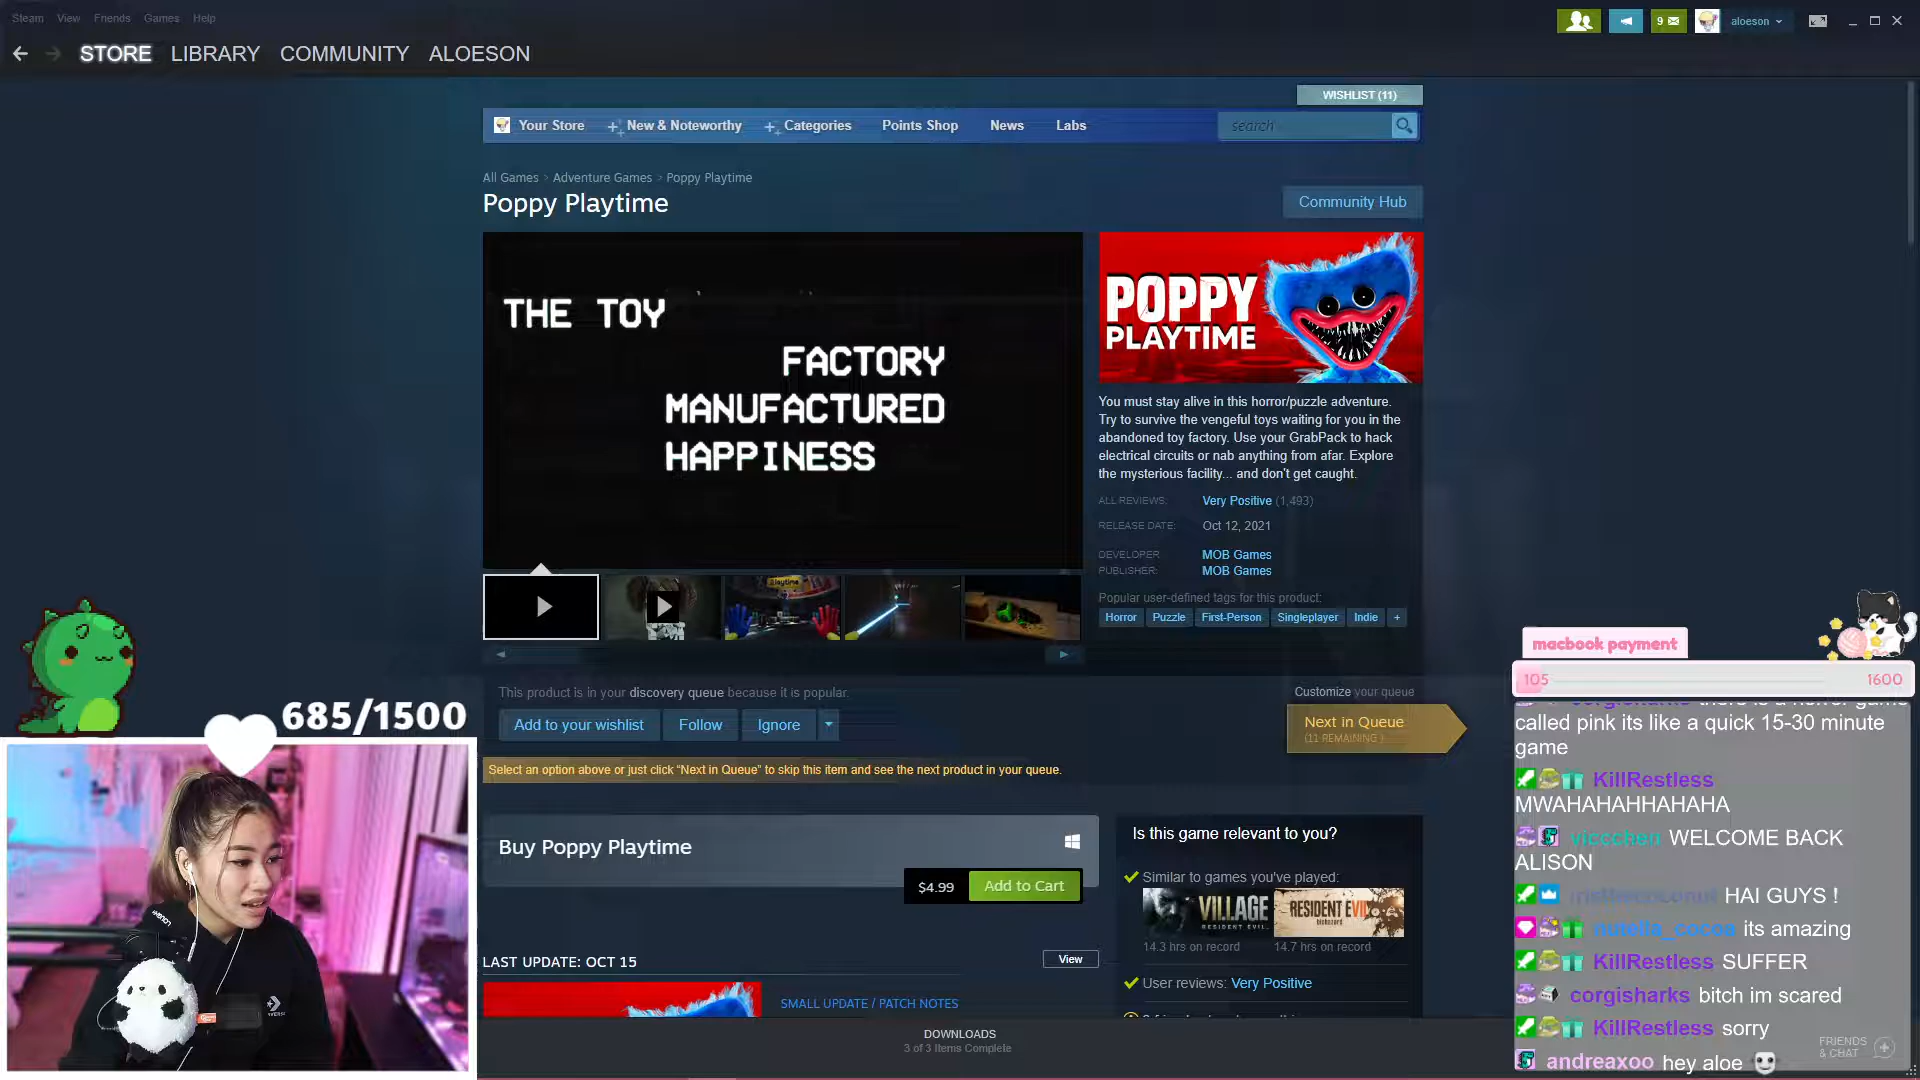 Steam View Friends Games Help
9 aloeson
STORE LIBRARY COMMUNITY ALOESON
WISHLIST (11)
Your Store New & Noteworthy Categories Points Shop News Labs
search
All Games > Adventure Games > Poppy Playtime
Poppy Playtime
Community Hub
THE TOY
FACTORY
MANUFACTURED
HAPPINESS
POPPY
PLAYTIME
You must stay alive in this horror/puzzle adventure.
Try to survive the vengeful toys waiting for you in the
abandoned toy factory. Use your GrabPack to hack
electrical circuits or nab anything from afar. Explore
the mysterious facility... and don't get caught.
ALL REVIEWS: Very Positive (1,493)
RELEASE DATE: Oct 12, 2021
DEVELOPER: MOB Games
PUBLISHER: MOB Games
Popular user-defined tags for this product:
Horror Puzzle First-Person Singleplayer Indie +
This product is in your discovery queue because it is popular.
Customize your queue
Add to your wishlist Follow Ignore
Next in Queue
(11 REMAINING )
Select an option above or just click "Next in Queue" to skip this item and see the next product in your queue.
Buy Poppy Playtime
$4.99 Add to Cart
Is this game relevant to you?
Similar to games you've played:
VILLAGE
RESIDENT EVIL
RESIDENT EVIL
biohazard
14.3 hrs on record 14.7 hrs on record
User reviews: Very Positive
LAST UPDATE: OCT 15
View
SMALL UPDATE / PATCH NOTES
DOWNLOADS
3 of 3 Items Complete
FRIENDS
& CHAT
685/1500
macbook payment
105 1600
called pink its like a quick 15-30 minute
game
KillRestless
MWAHAHAHHAHAHA
viccchen WELCOME BACK
ALISON
HAI GUYS !
nutella_cocoa its amazing
KillRestless SUFFER
corgisharks bitch im scared
KillRestless sorry
andreaxoo hey aloe